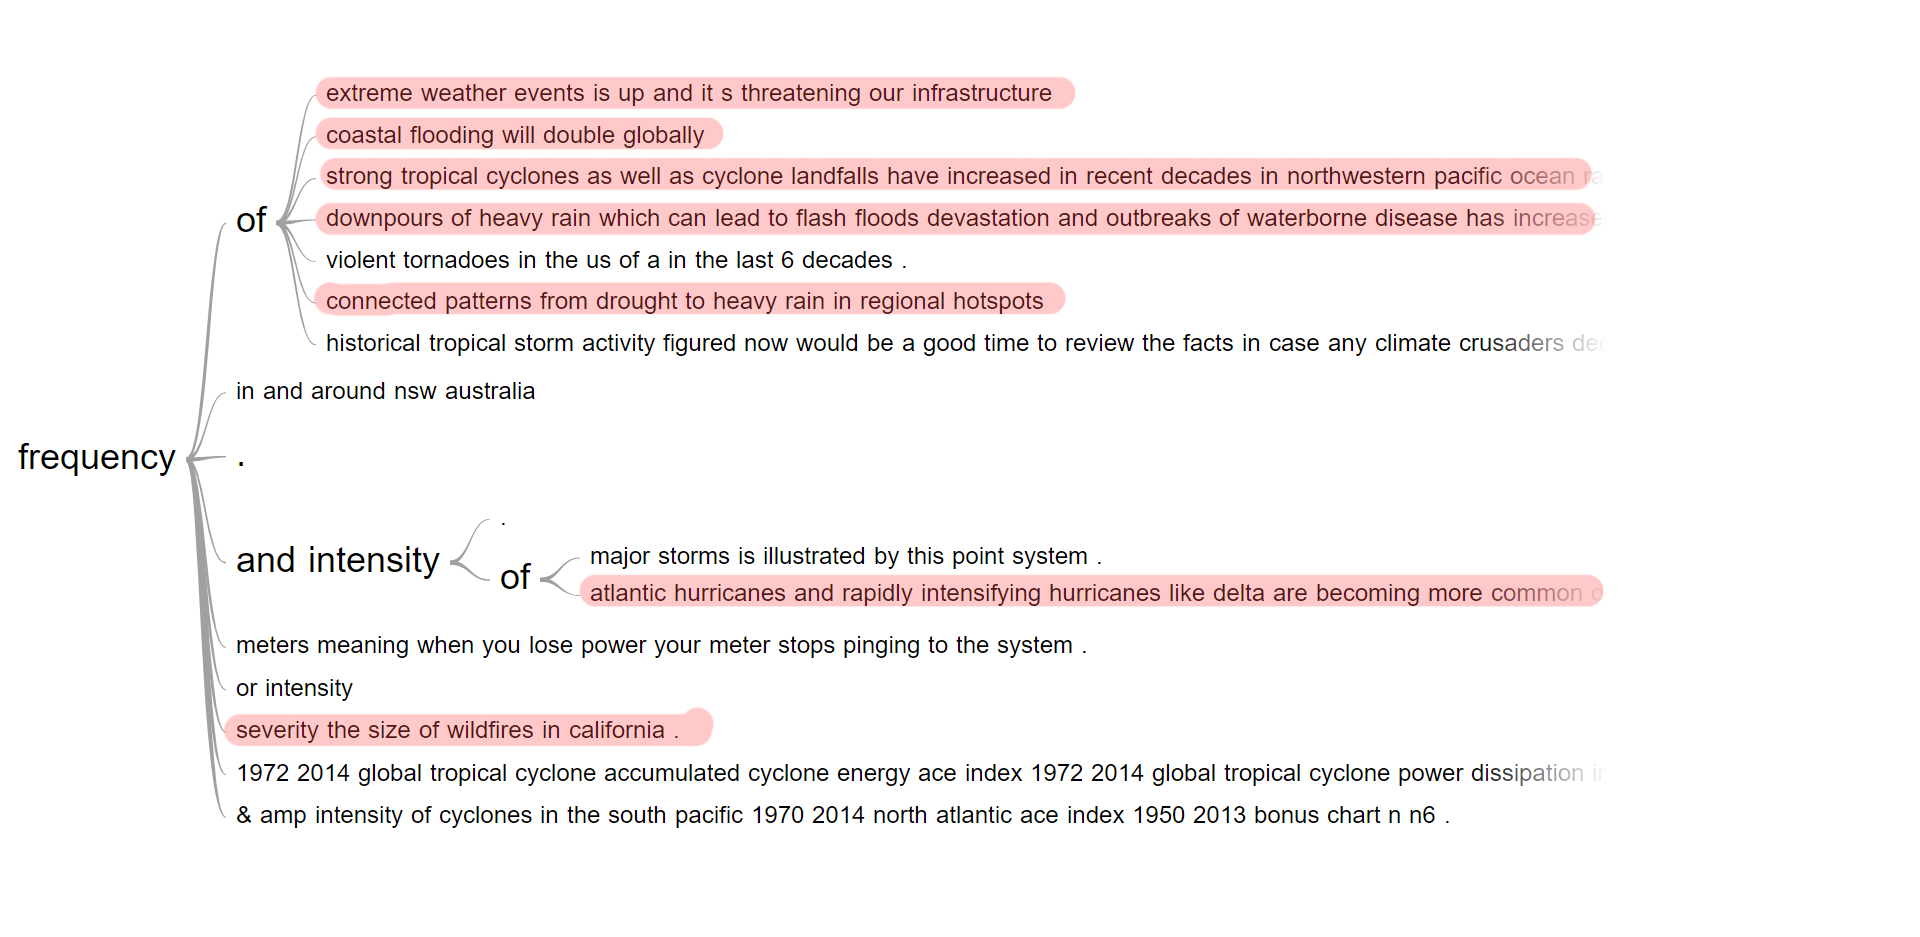 extreme weather events is up and it s threatening our infrastructure
coastal flooding will double globally
strong tropical cyclones as well as cyclone landfalls have increased in recent decades in northwestern pacific ocean
of
downpours of heavy rain which can lead to flash floods devastation and outbreaks of waterborne disease has increase
violent tornadoes in the us of a in the last 6 decades .
connected patterns from drought to heavy rain in regional hotspots
historical tropical storm activity figured now would be a good time to review the facts in case any climate crusaders
in and around nsw australia
frequency
.
.
and intensity
of
major storms is illustrated by this point system .
atlantic hurricanes and rapidly intensifying hurricanes like delta are becoming more common
meters meaning when you lose power your meter stops pinging to the system .
or intensity
severity the size of wildfires in california .
1972 2014 global tropical cyclone accumulated cyclone energy ace index 1972 2014 global tropical cyclone power dissipation
& amp intensity of cyclones in the south pacific 1970 2014 north atlantic ace index 1950 2013 bonus chart n n6 .